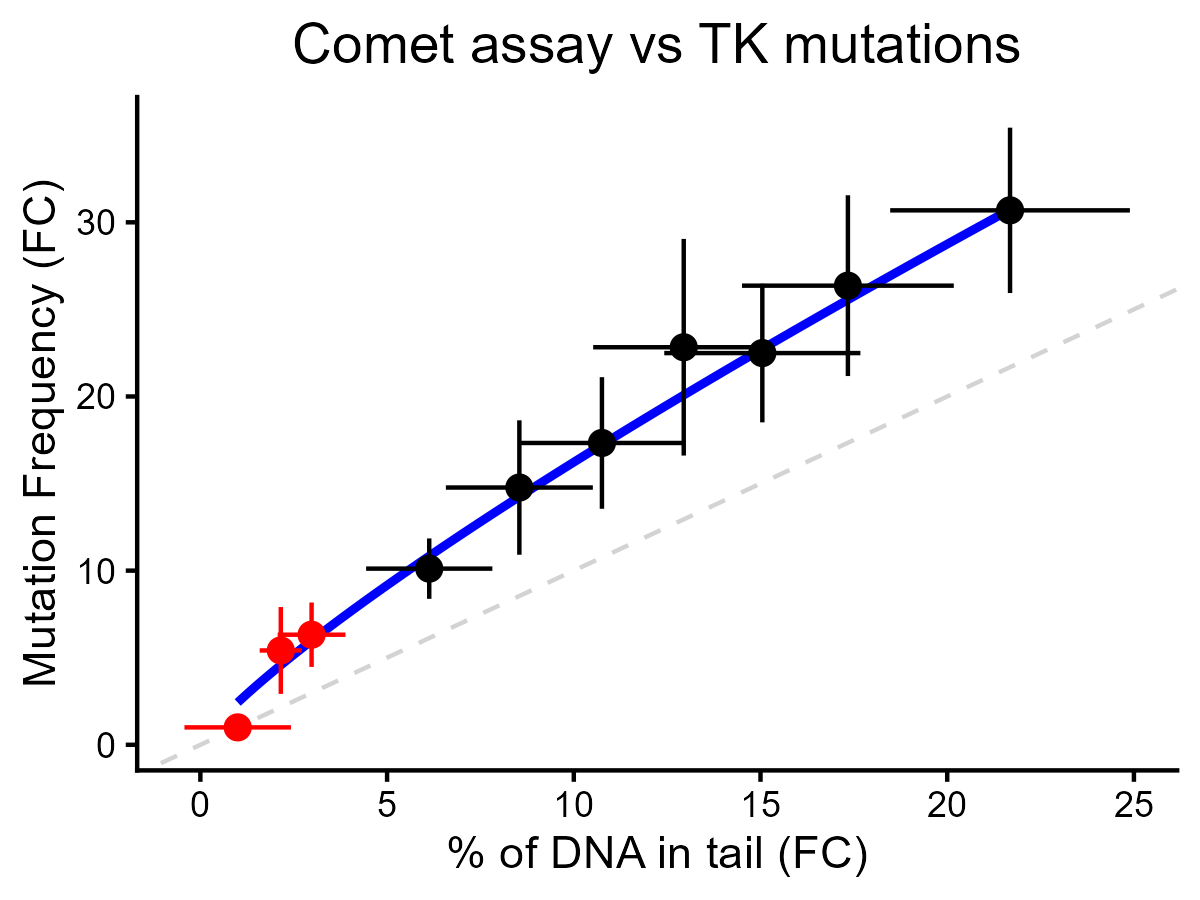 Comet assay vs TK mutations
Mutation Frequency (FC)
30
20
10
0
0 5 10 15 20 25
% of DNA in tail (FC)